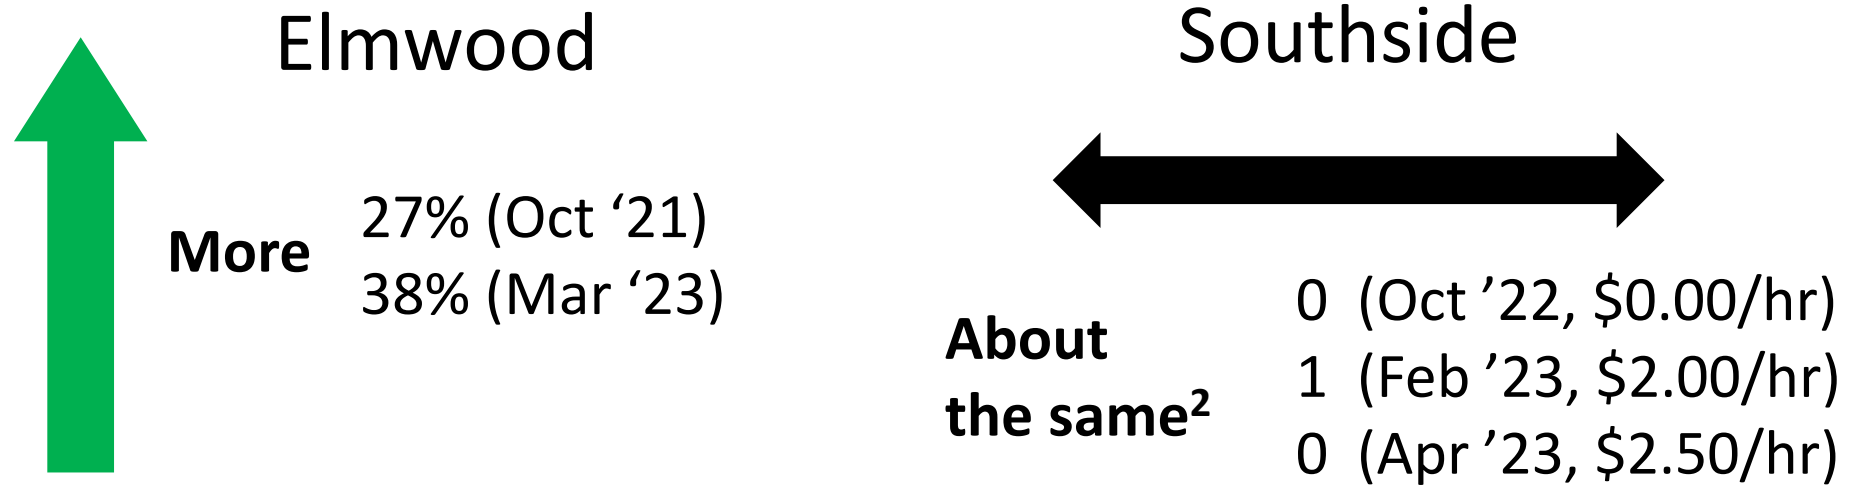 Elmwood
More
27% (Oct ‘21)
38% (Mar ‘23)
Southside
About
the same²
0 (Oct ’22, $0.00/hr)
1 (Feb ’23, $2.00/hr)
0 (Apr ’23, $2.50/hr)